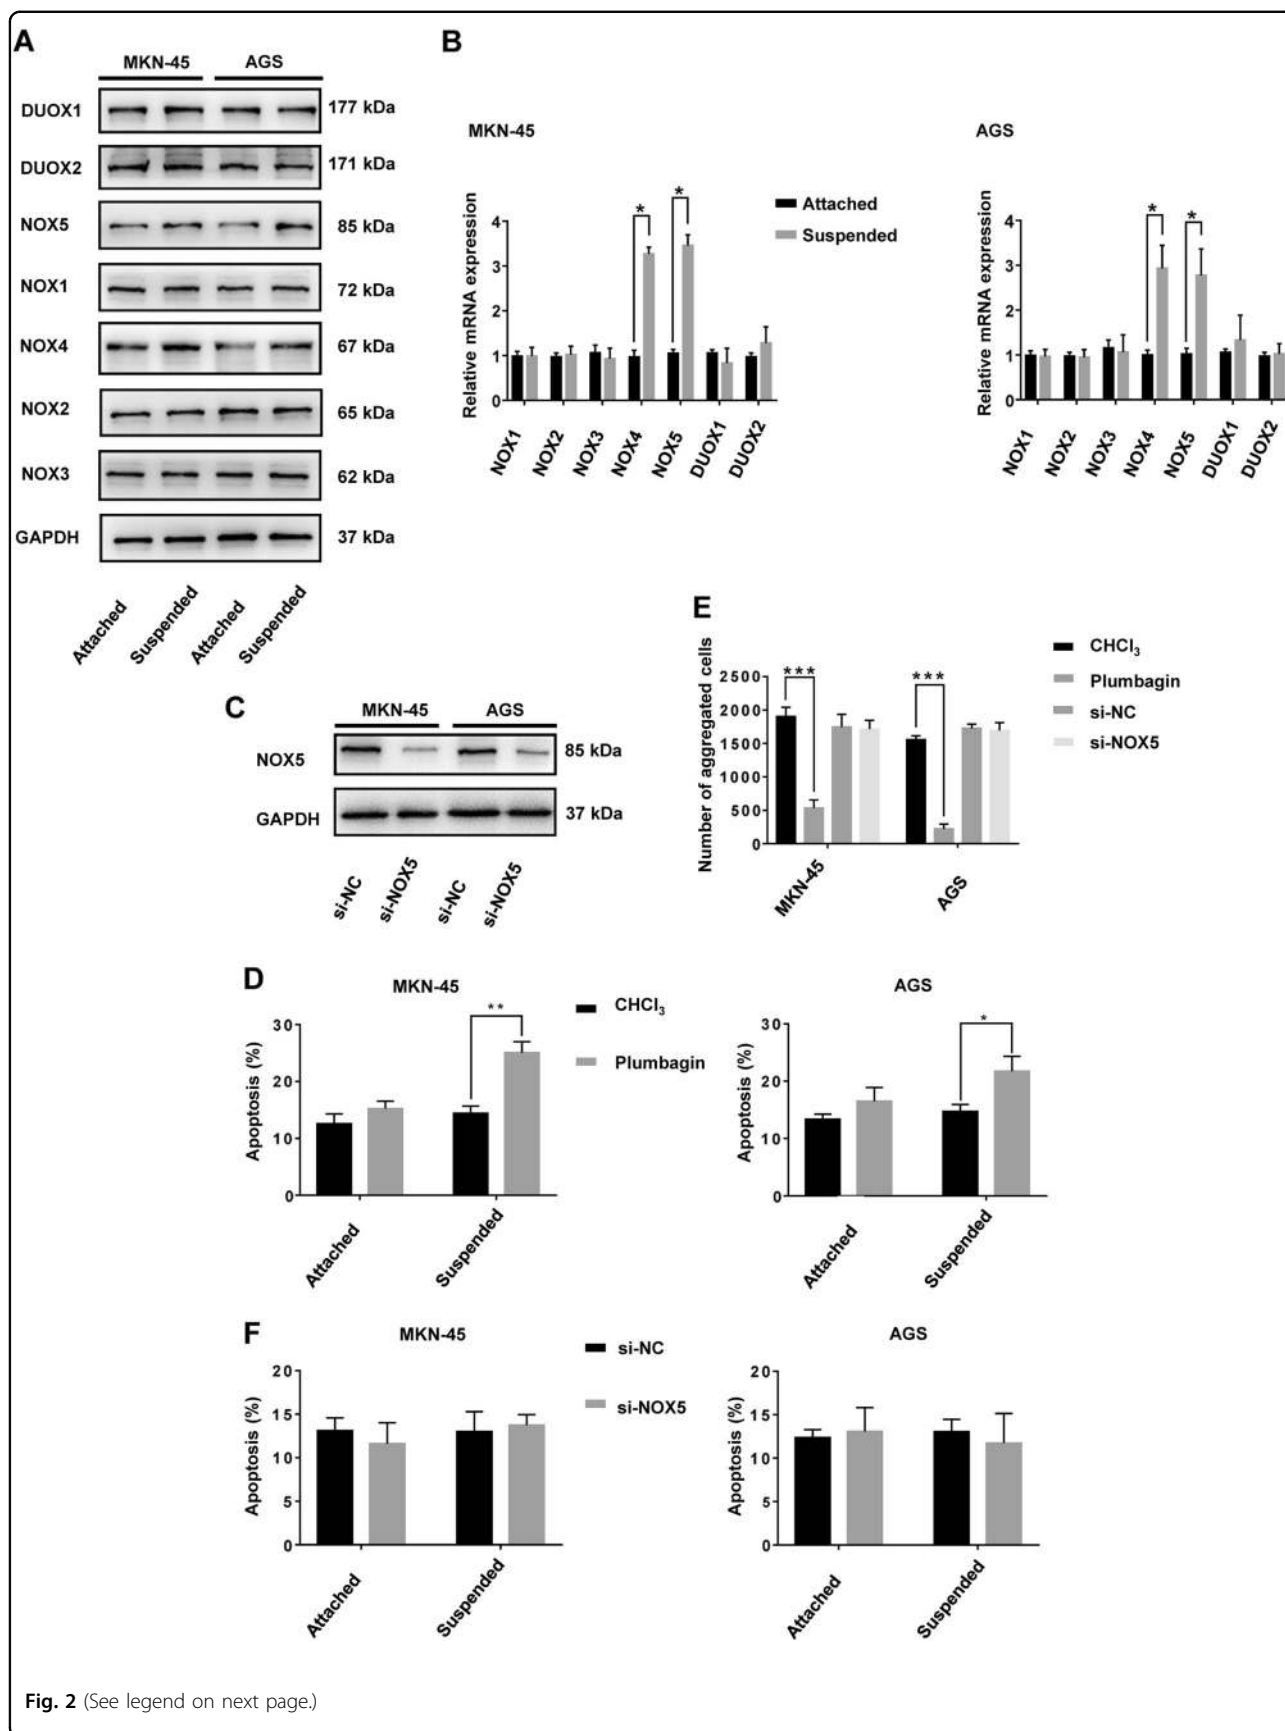 A
MKN-45 AGS
DUOX1 177 kDa
DUOX2 171 kDa
NOX5 85 kDa
NOX1 72 kDa
NOX4 67 kDa
NOX2 65 kDa
NOX3 62 kDa
GAPDH 37 kDa
Attached Suspended Attached Suspended
B
MKN-45
Relative mRNA expression
4
3
2
1
0
* *
NOX1 NOX2 NOX3 NOX4 NOX5 DUOX1 DUOX2
Attached
Suspended
AGS
Relative mRNA expression
4
3
2
1
0
* *
NOX1 NOX2 NOX3 NOX4 NOX5 DUOX1 DUOX2
C
MKN-45 AGS
NOX5 85 kDa
GAPDH 37 kDa
si-NC si-NOX5 si-NC si-NOX5
E
Number of aggregated cells
2500
2000
1500
1000
500
0
*** ***
MKN-45 AGS
CHCl₃
Plumbagin
si-NC
si-NOX5
D
MKN-45
Apoptosis (%)
30
20
10
0
**
Attached Suspended
CHCl₃
Plumbagin
AGS
Apoptosis (%)
30
20
10
0
*
Attached Suspended
F
MKN-45
Apoptosis (%)
20
15
10
5
0
Attached Suspended
si-NC
si-NOX5
AGS
Apoptosis (%)
20
15
10
5
0
Attached Suspended
Fig. 2 (See legend on next page.)